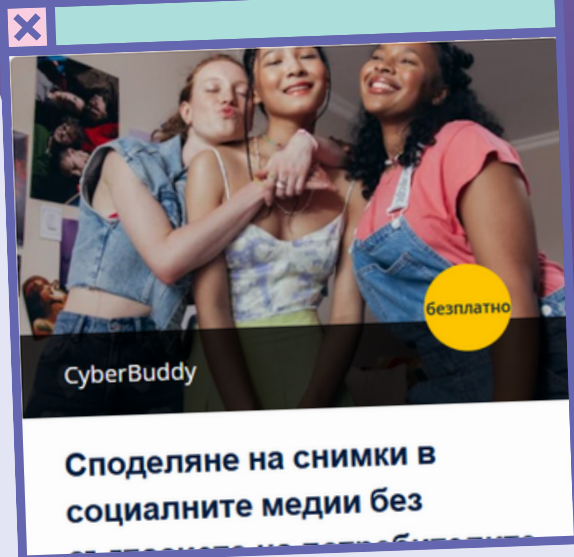 безплатно
CyberBuddy
Споделяне на снимки в
социалните медии без